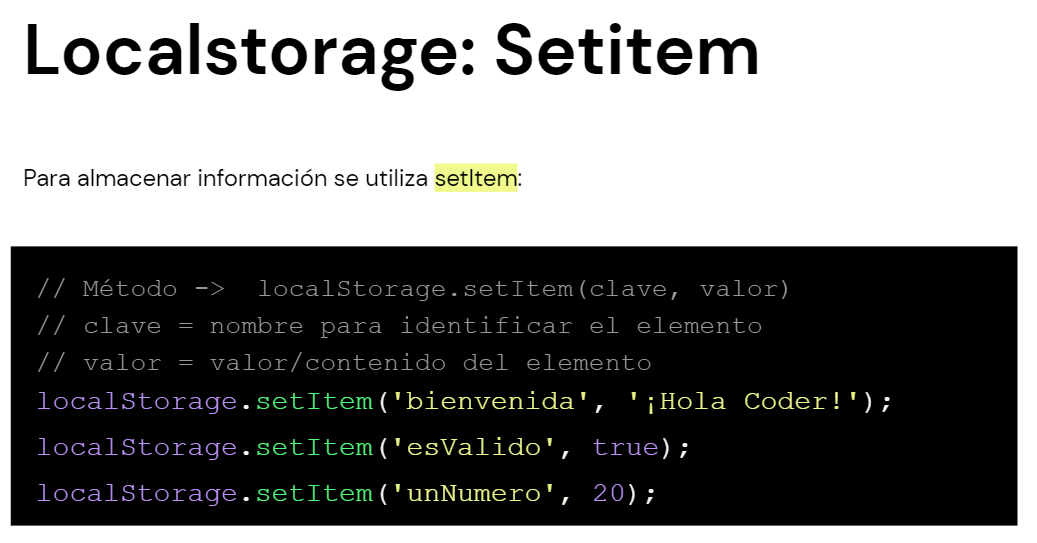 Localstorage: Setitem
Para almacenar información se utiliza setItem:
// Método ->  localStorage.setItem(clave, valor)
// clave = nombre para identificar el elemento
// valor = valor/contenido del elemento
localStorage.setItem('bienvenida', '¡Hola Coder!');
localStorage.setItem('esValido', true);
localStorage.setItem('unNumero', 20);